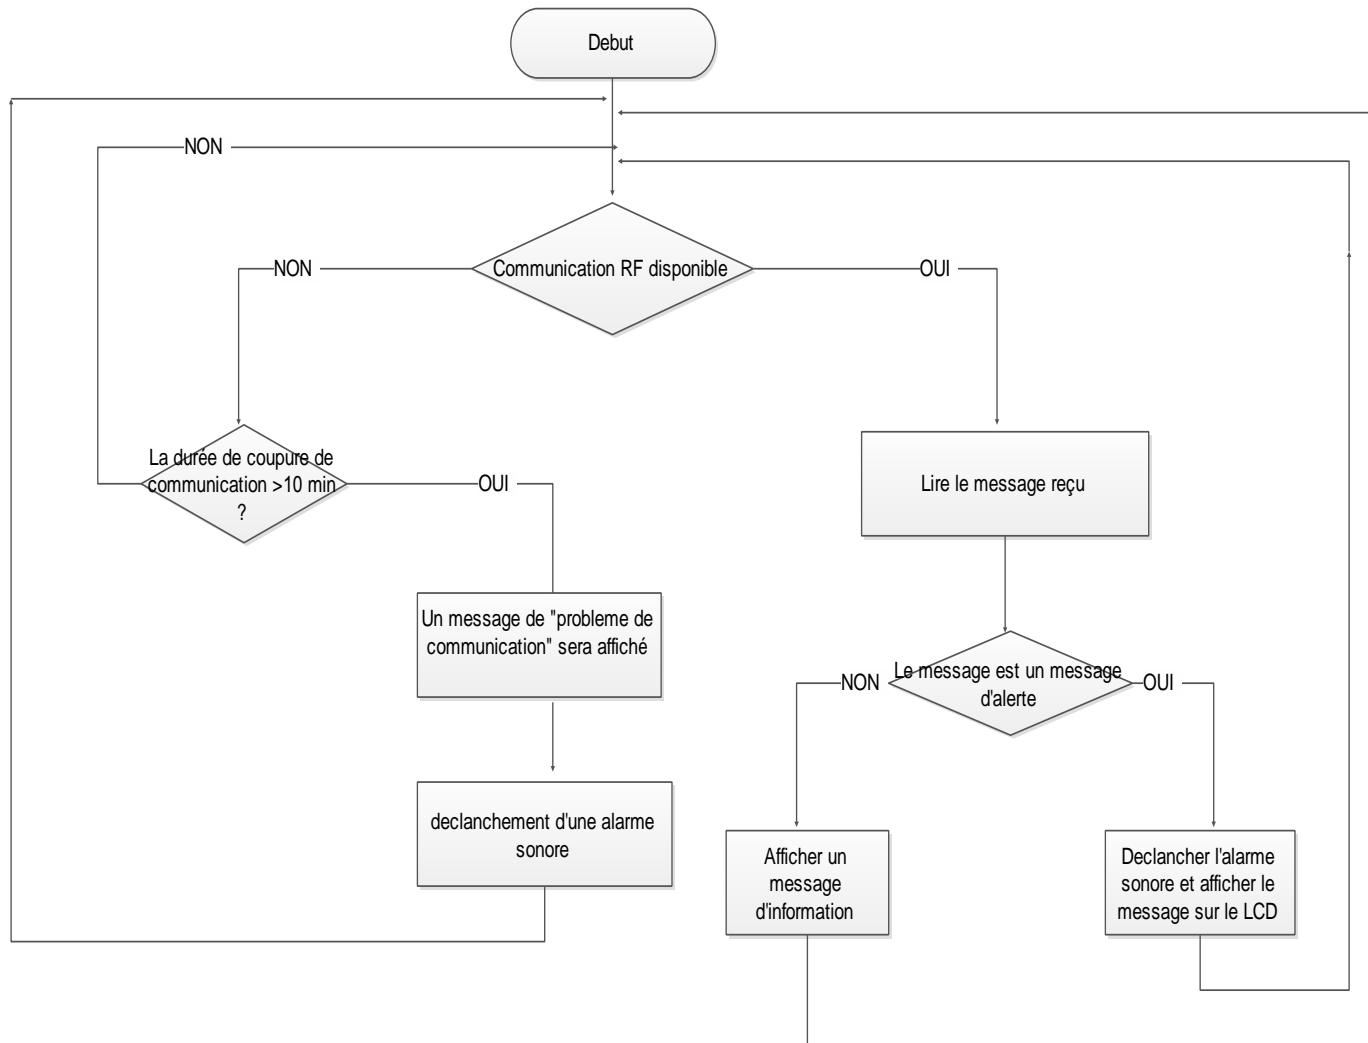 Debut
NON
Communication RF disponible
NON
OUI
La durée de coupure de
communication >10 min
?
OUI
Lire le message reçu
Un message de "probleme de
communication" sera affiché
Le message est un message
d'alerte
NON
OUI
declanchement d'une alarme
sonore
Afficher un
message
d'information
Declancher l'alarme
sonore et afficher le
message sur le LCD